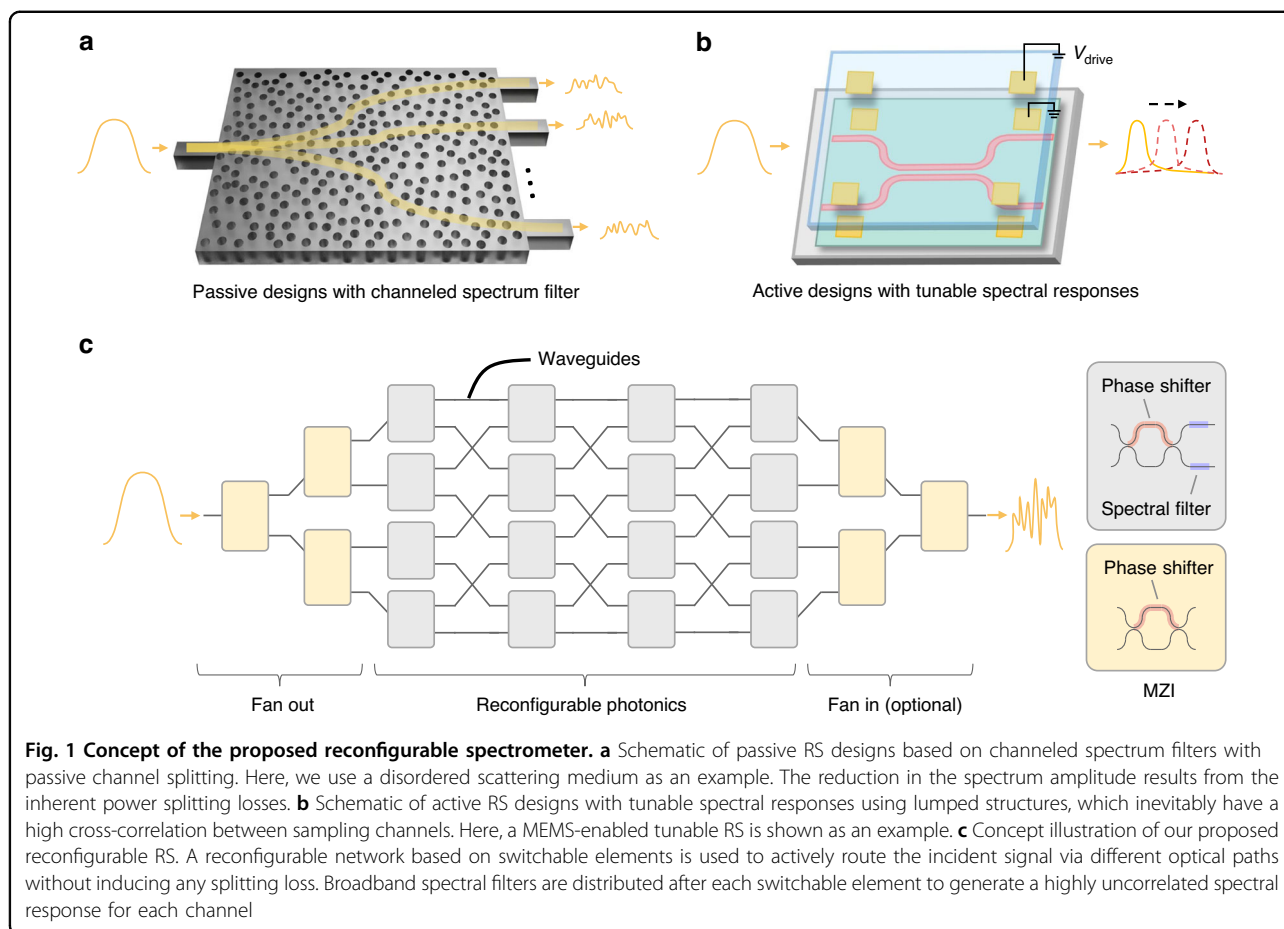 a
b
V_drive
Passive designs with channeled spectrum filter
Active designs with tunable spectral responses
c
Waveguides
Phase shifter
Spectral filter
Phase shifter
MZI
Fan out
Reconfigurable photonics
Fan in (optional)
Fig. 1 Concept of the proposed reconfigurable spectrometer. a Schematic of passive RS designs based on channeled spectrum filters with
passive channel splitting. Here, we use a disordered scattering medium as an example. The reduction in the spectrum amplitude results from the
inherent power splitting losses. b Schematic of active RS designs with tunable spectral responses using lumped structures, which inevitably have a
high cross-correlation between sampling channels. Here, a MEMS-enabled tunable RS is shown as an example. c Concept illustration of our proposed
reconfigurable RS. A reconfigurable network based on switchable elements is used to actively route the incident signal via different optical paths
without inducing any splitting loss. Broadband spectral filters are distributed after each switchable element to generate a highly uncorrelated spectral
response for each channel